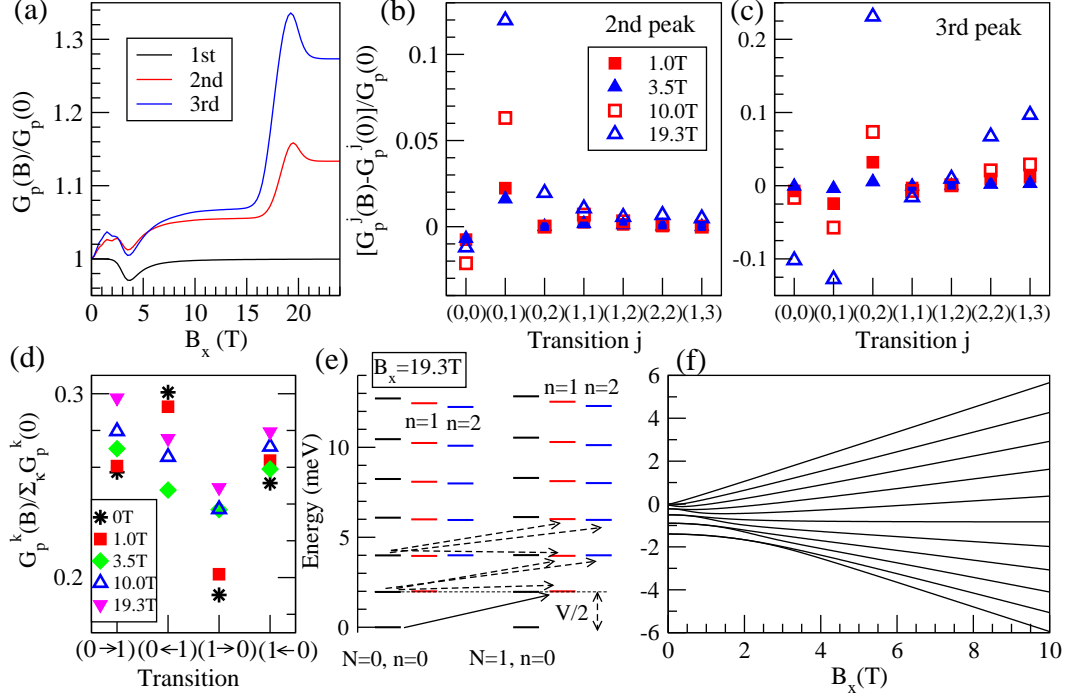 (a)
1.3
1.2
1.1
1
G_p(B)/G_p(0)
1st
2nd
3rd
0 5 10 15 20
B_x (T)
(b)
2nd peak
0.1
0.05
0
[G_p^j(B)-G_p^j(0)]/G_p(0)
1.0T
3.5T
10.0T
19.3T
(0,0)(0,1)(0,2)(1,1)(1,2)(2,2)(1,3)
Transition j
(c)
3rd peak
0.2
0.1
0
-0.1
(0,0)(0,1)(0,2)(1,1)(1,2)(2,2)(1,3)
Transition j
(d)
0.3
0.2
G_p^k(B)/Σ_κG_p^k(0)
0T
1.0T
3.5T
10.0T
19.3T
(0→1) (0←1) (1→0) (1←0)
Transition
(e)
B_x=19.3T
n=1 n=2
n=1 n=2
10
8
4
0
Energy (meV)
V/2
N=0, n=0
N=1, n=0
(f)
6
4
2
0
-2
-4
-6
0 2 4 6 8 10
B_x(T)